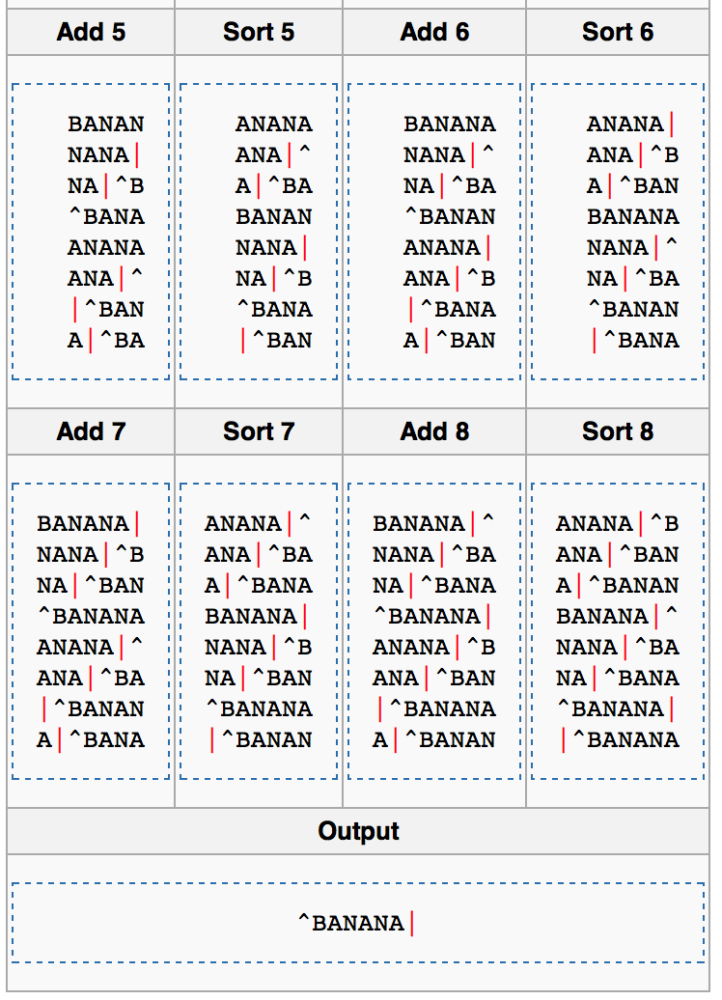 Add 5 Sort 5 Add 6 Sort 6
BANAN ANANA BANANA ANANA|
NANA| ANA|^ NANA|^ ANA|^B
NA|^B A|^BA NA|^BA A|^BAN
^BANA BANAN ^BANAN BANANA
ANANA NANA| ANANA| NANA|^
ANA|^ NA|^B ANA|^B NA|^BA
|^BAN ^BANA |^BANA ^BANAN
A|^BA |^BAN A|^BAN |^BANA
Add 7 Sort 7 Add 8 Sort 8
BANANA| ANANA|^ BANANA|^ ANANA|^B
NANA|^B ANA|^BA NANA|^BA ANA|^BAN
NA|^BAN A|^BANA NA|^BANA A|^BANAN
^BANANA BANANA| ^BANANA| BANANA|^
ANANA|^ NANA|^B ANANA|^B NANA|^BA
ANA|^BA NA|^BAN ANA|^BAN NA|^BANA
|^BANAN ^BANANA |^BANANA ^BANANA|
A|^BANA |^BANAN A|^BANAN |^BANANA
Output
^BANANA|